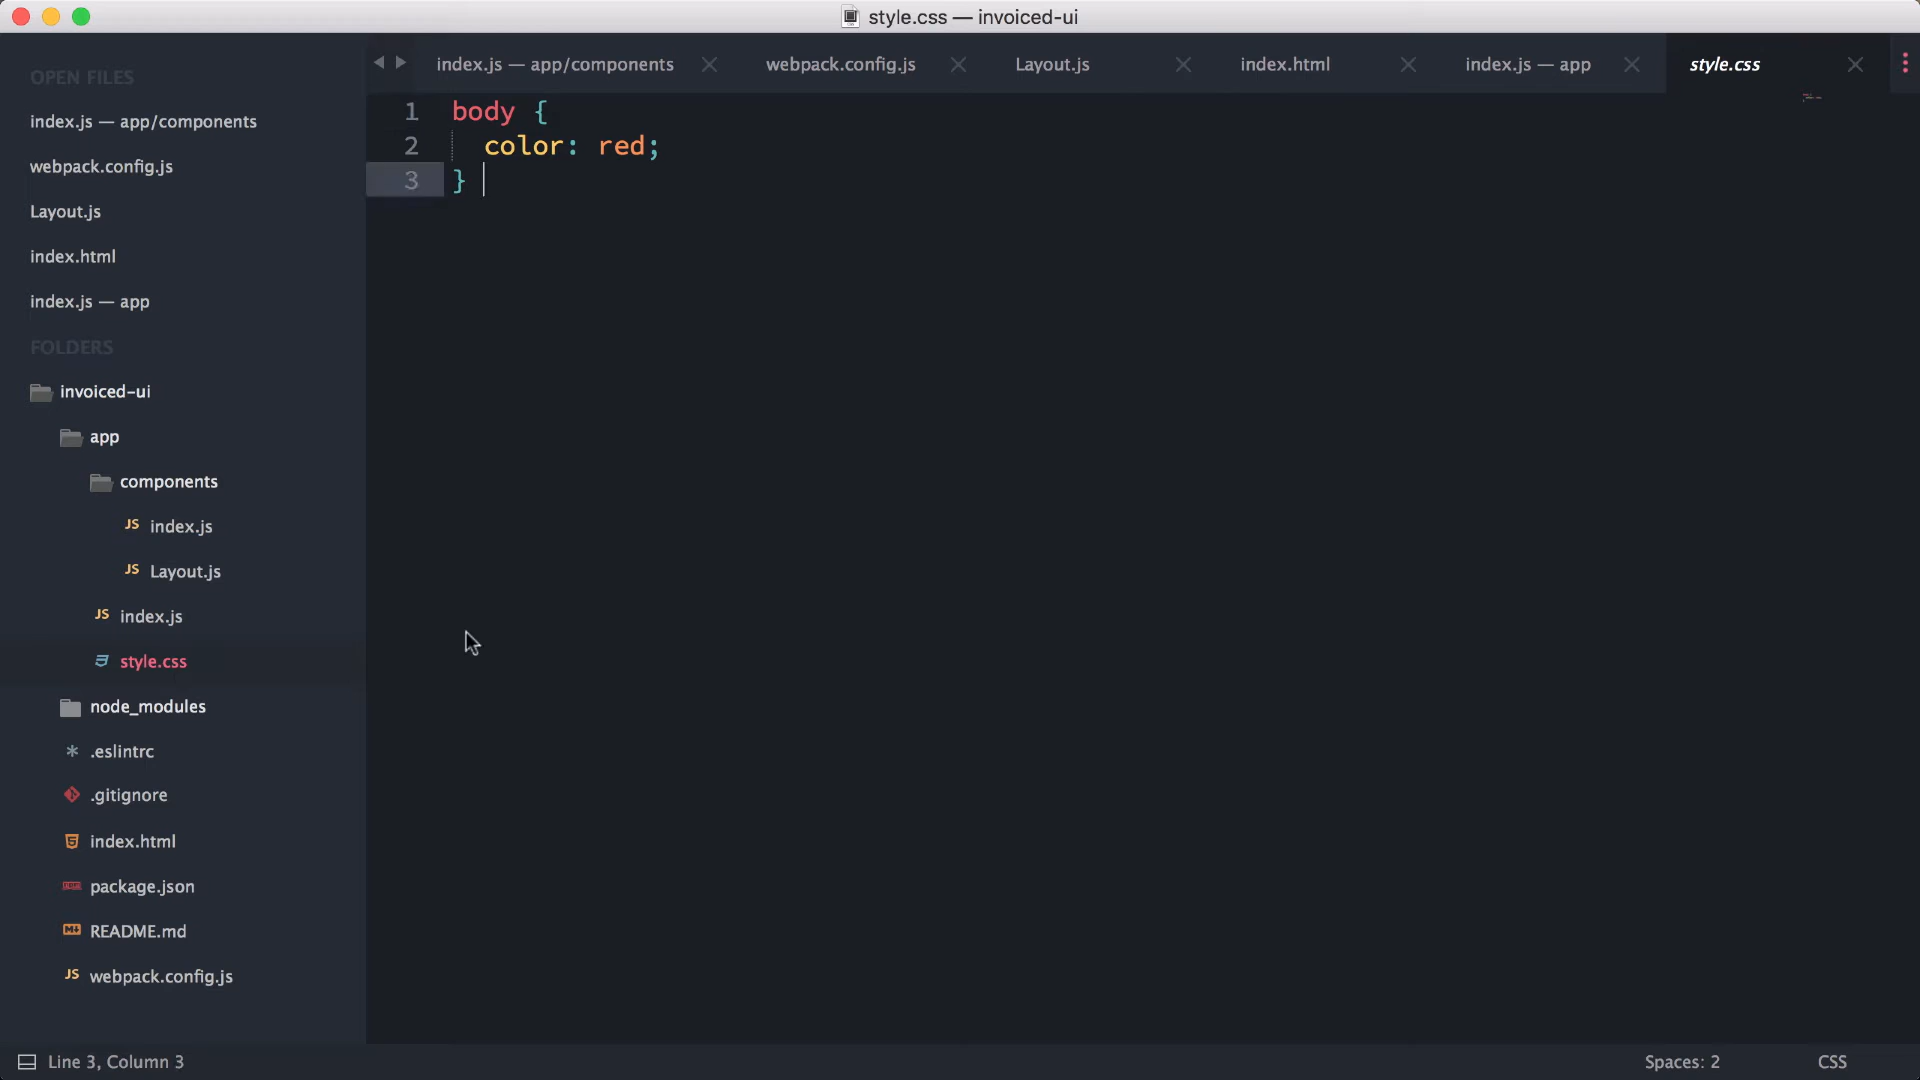 style.css — invoiced-ui
OPEN FILES
index.js — app/components
webpack.config.js
Layout.js
index.html
index.js — app
FOLDERS
invoiced-ui
app
components
JS index.js
JS Layout.js
JS index.js
style.css
node_modules
.eslintrc
.gitignore
index.html
package.json
README.md
JS webpack.config.js
index.js — app/components
webpack.config.js
Layout.js
index.html
index.js — app
style.css
1 body {
2 color: red;
3 }
Line 3, Column 3
Spaces: 2
CSS